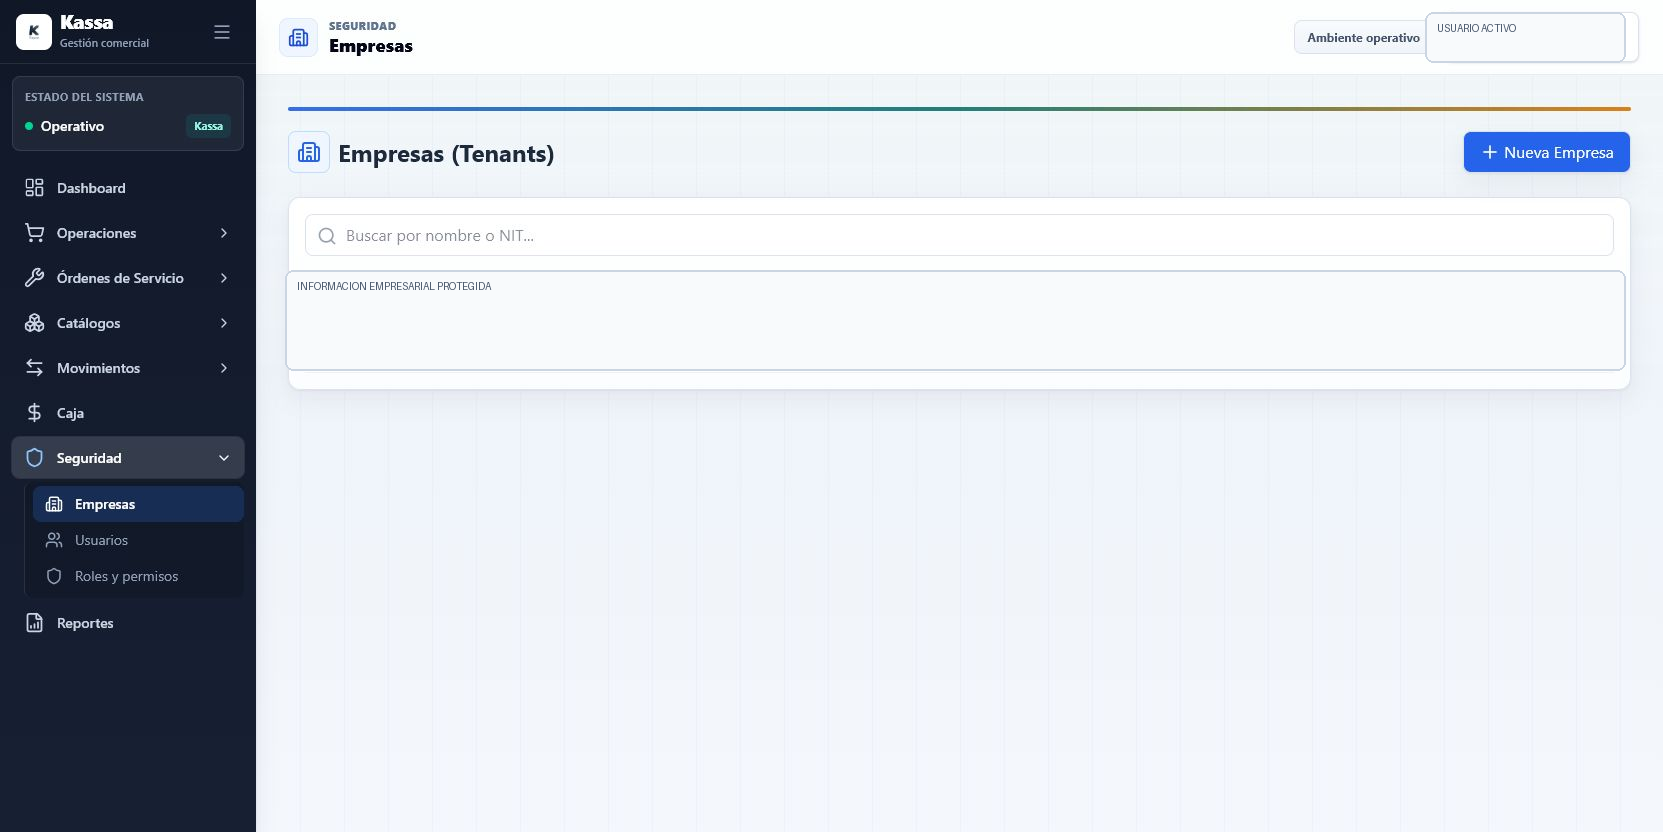 Kassa
Gestión comercial
ESTADO DEL SISTEMA
Operativo
Kassa
Dashboard
Operaciones
Órdenes de Servicio
Catálogos
Movimientos
Caja
Seguridad
Empresas
Usuarios
Roles y permisos
Reportes
SEGURIDAD
Empresas
Ambiente operativo
USUARIO ACTIVO
Empresas (Tenants)
Nueva Empresa
Buscar por nombre o NIT...
INFORMACION EMPRESARIAL PROTEGIDA